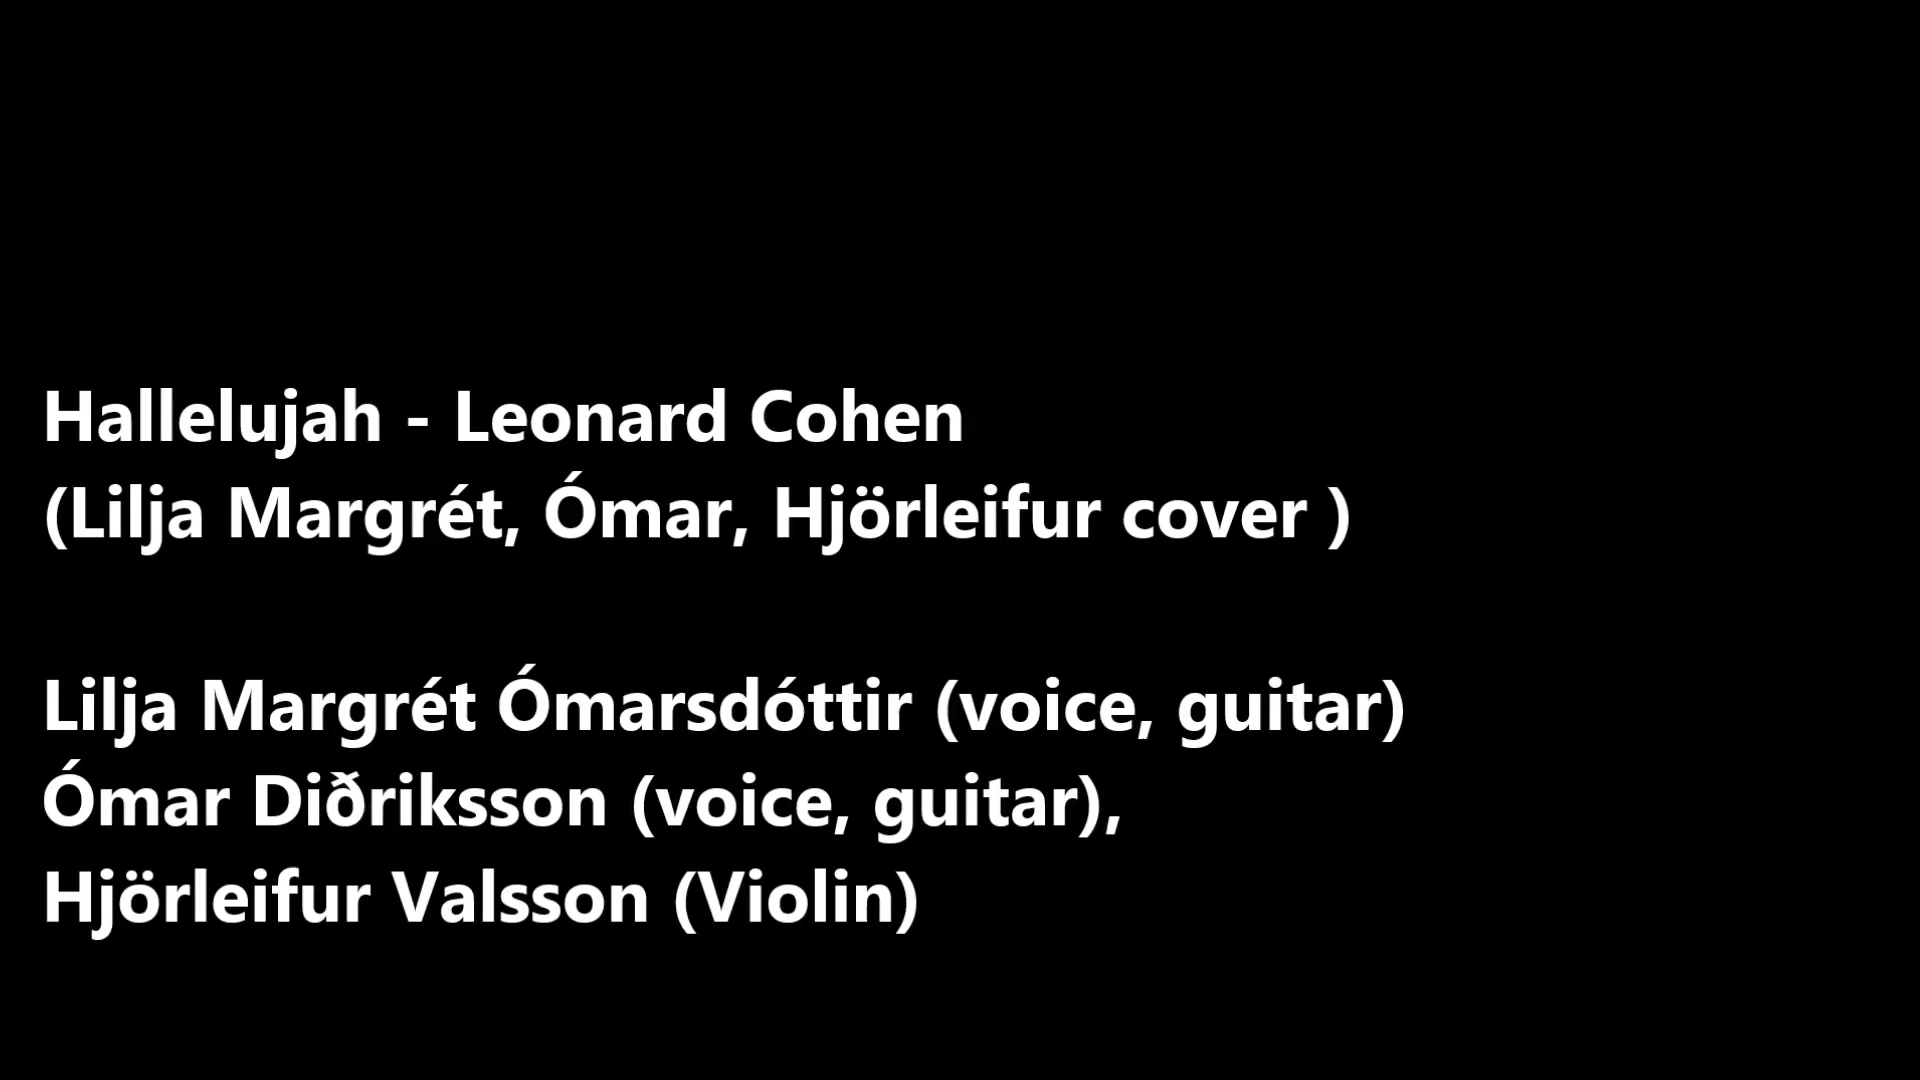 Hallelujah - Leonard Cohen
(Lilja Margrét, Ómar, Hjörleifur cover )
Lilja Margrét Ómarsdóttir (voice, guitar)
Ómar Diðriksson (voice, guitar),
Hjörleifur Valsson (Violin)